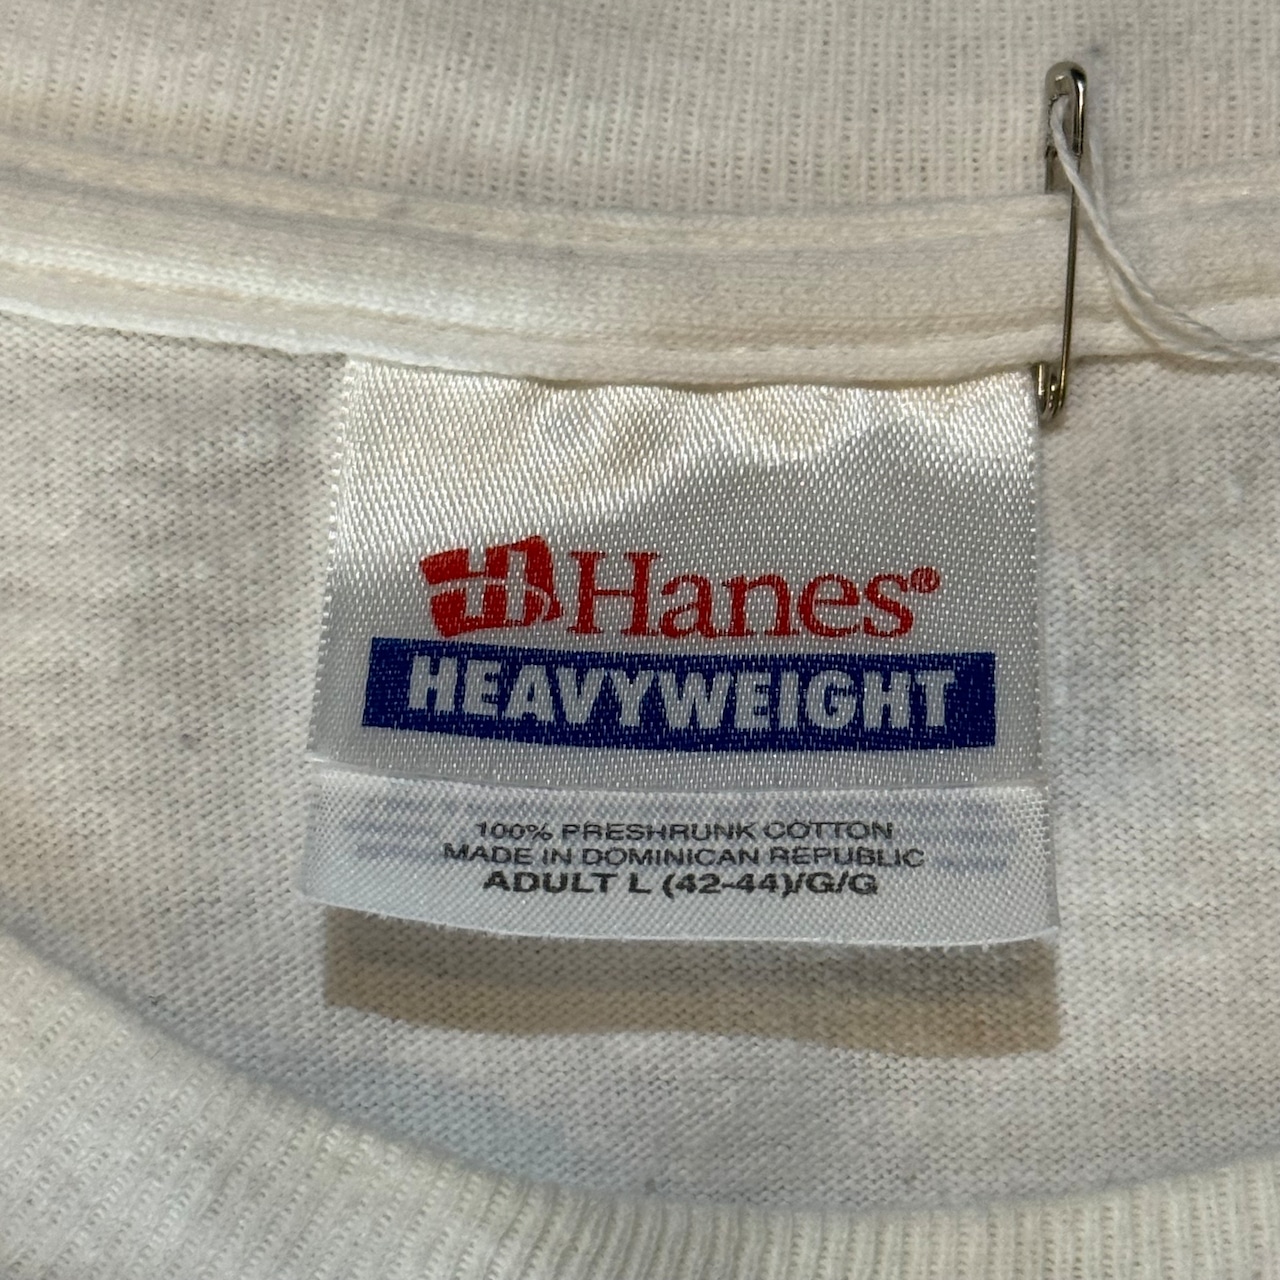 Hanes®
HEAVYWEIGHT
100% PRESHRUNK COTTON
MADE IN DOMINICAN REPUBLIC
ADULT L (42-44)/G/G